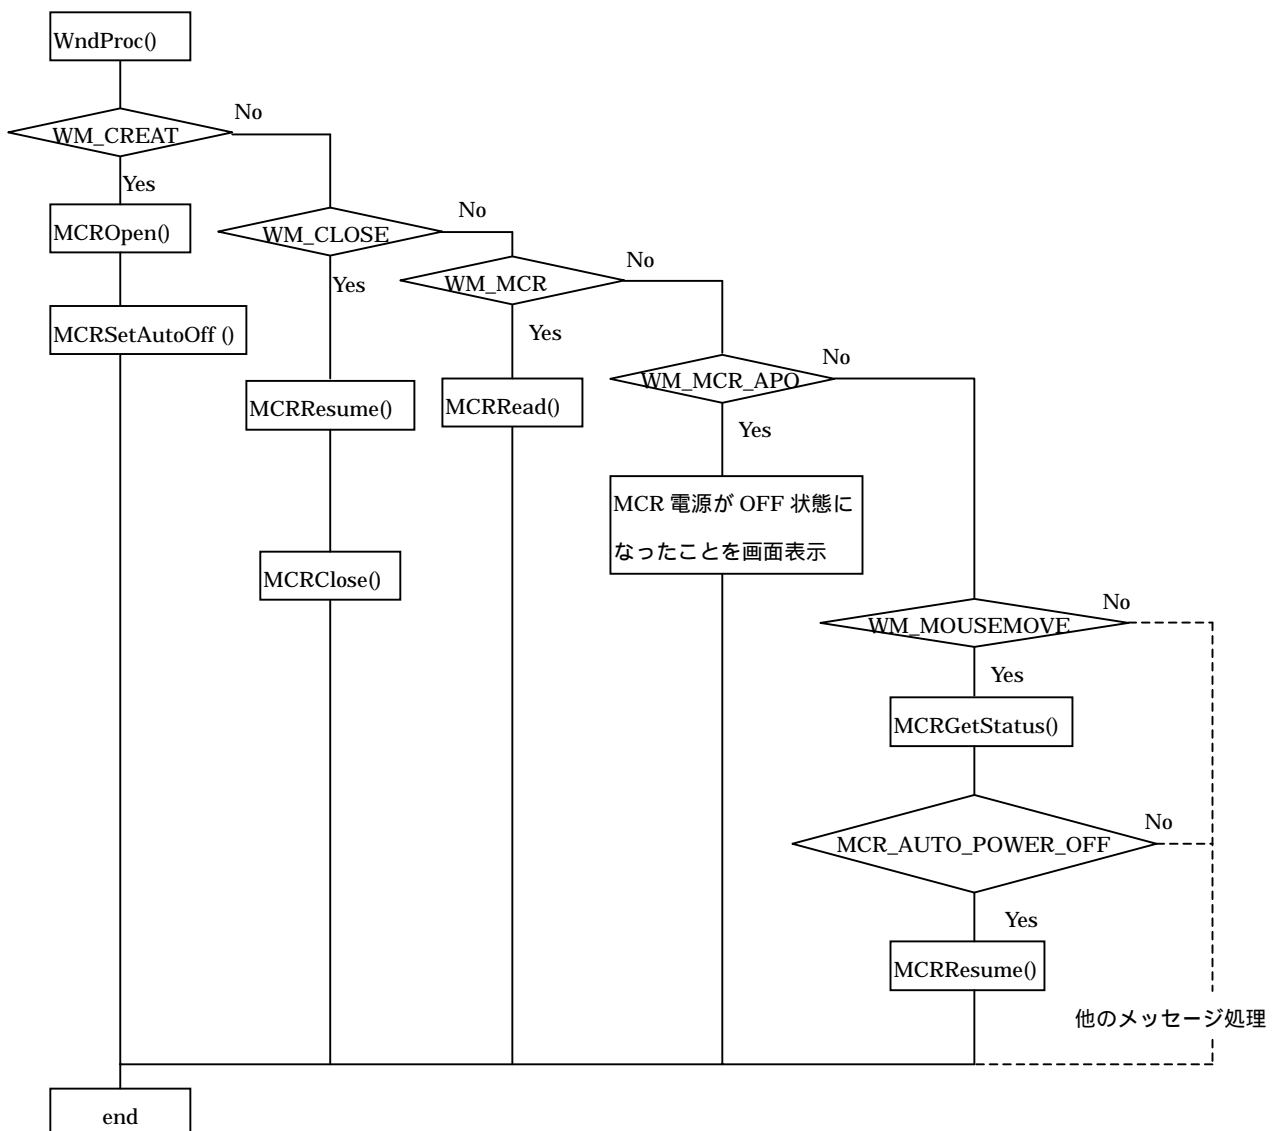 WndProc()
No
WM_CREAT
Yes
MCROpen()
No
WM_CLOSE
No
Yes
WM_MCR
MCRSetAutoOff ()
Yes
No
WM_MCR_APO
MCRResume()
MCRRead()
Yes
MCR 電源が OFF 状態に
なったことを画面表示
MCRClose()
No
WM_MOUSEMOVE
Yes
MCRGetStatus()
No
MCR_AUTO_POWER_OFF
Yes
MCRResume()
他のメッセージ処理
end